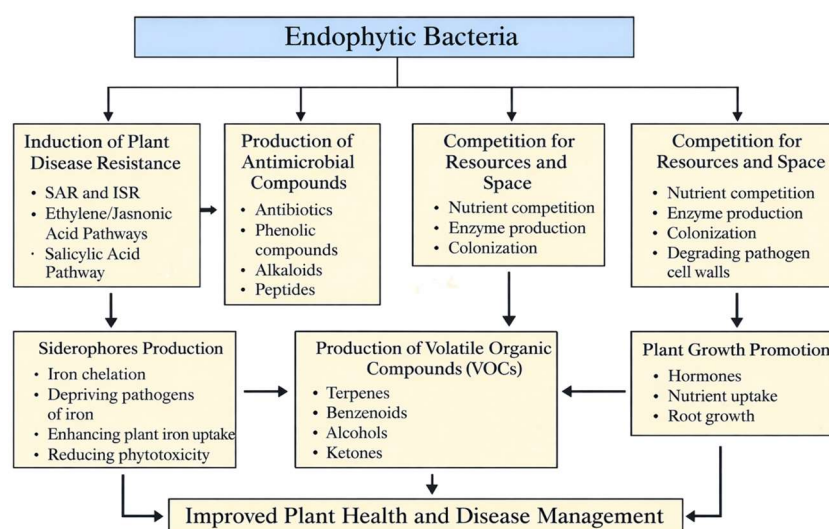 Endophytic Bacteria
Induction of Plant
Disease Resistance
• SAR and ISR
• Ethylene/Jasnonic
Acid Pathways
· Salicylic Acid
Pathway
Production of
Antimicrobial
Compounds
• Antibiotics
• Phenolic
compounds
• Alkaloids
• Peptides
Competition for
Resources and
Space
• Nutrient competition
• Enzyme production
• Colonization
Competition for
Resources and Space
• Nutrient competition
• Enzyme production
• Colonization
• Degrading pathogen
cell walls
Siderophores Production
• Iron chelation
• Depriving pathogens
of iron
• Enhancing plant iron uptake
• Reducing phytotoxicity
Production of Volatile Organic
Compounds (VOCs)
• Terpenes
• Benzenoids
• Alcohols
• Ketones
Plant Growth Promotion
• Hormones
• Nutrient uptake
• Root growth
Improved Plant Health and Disease Management